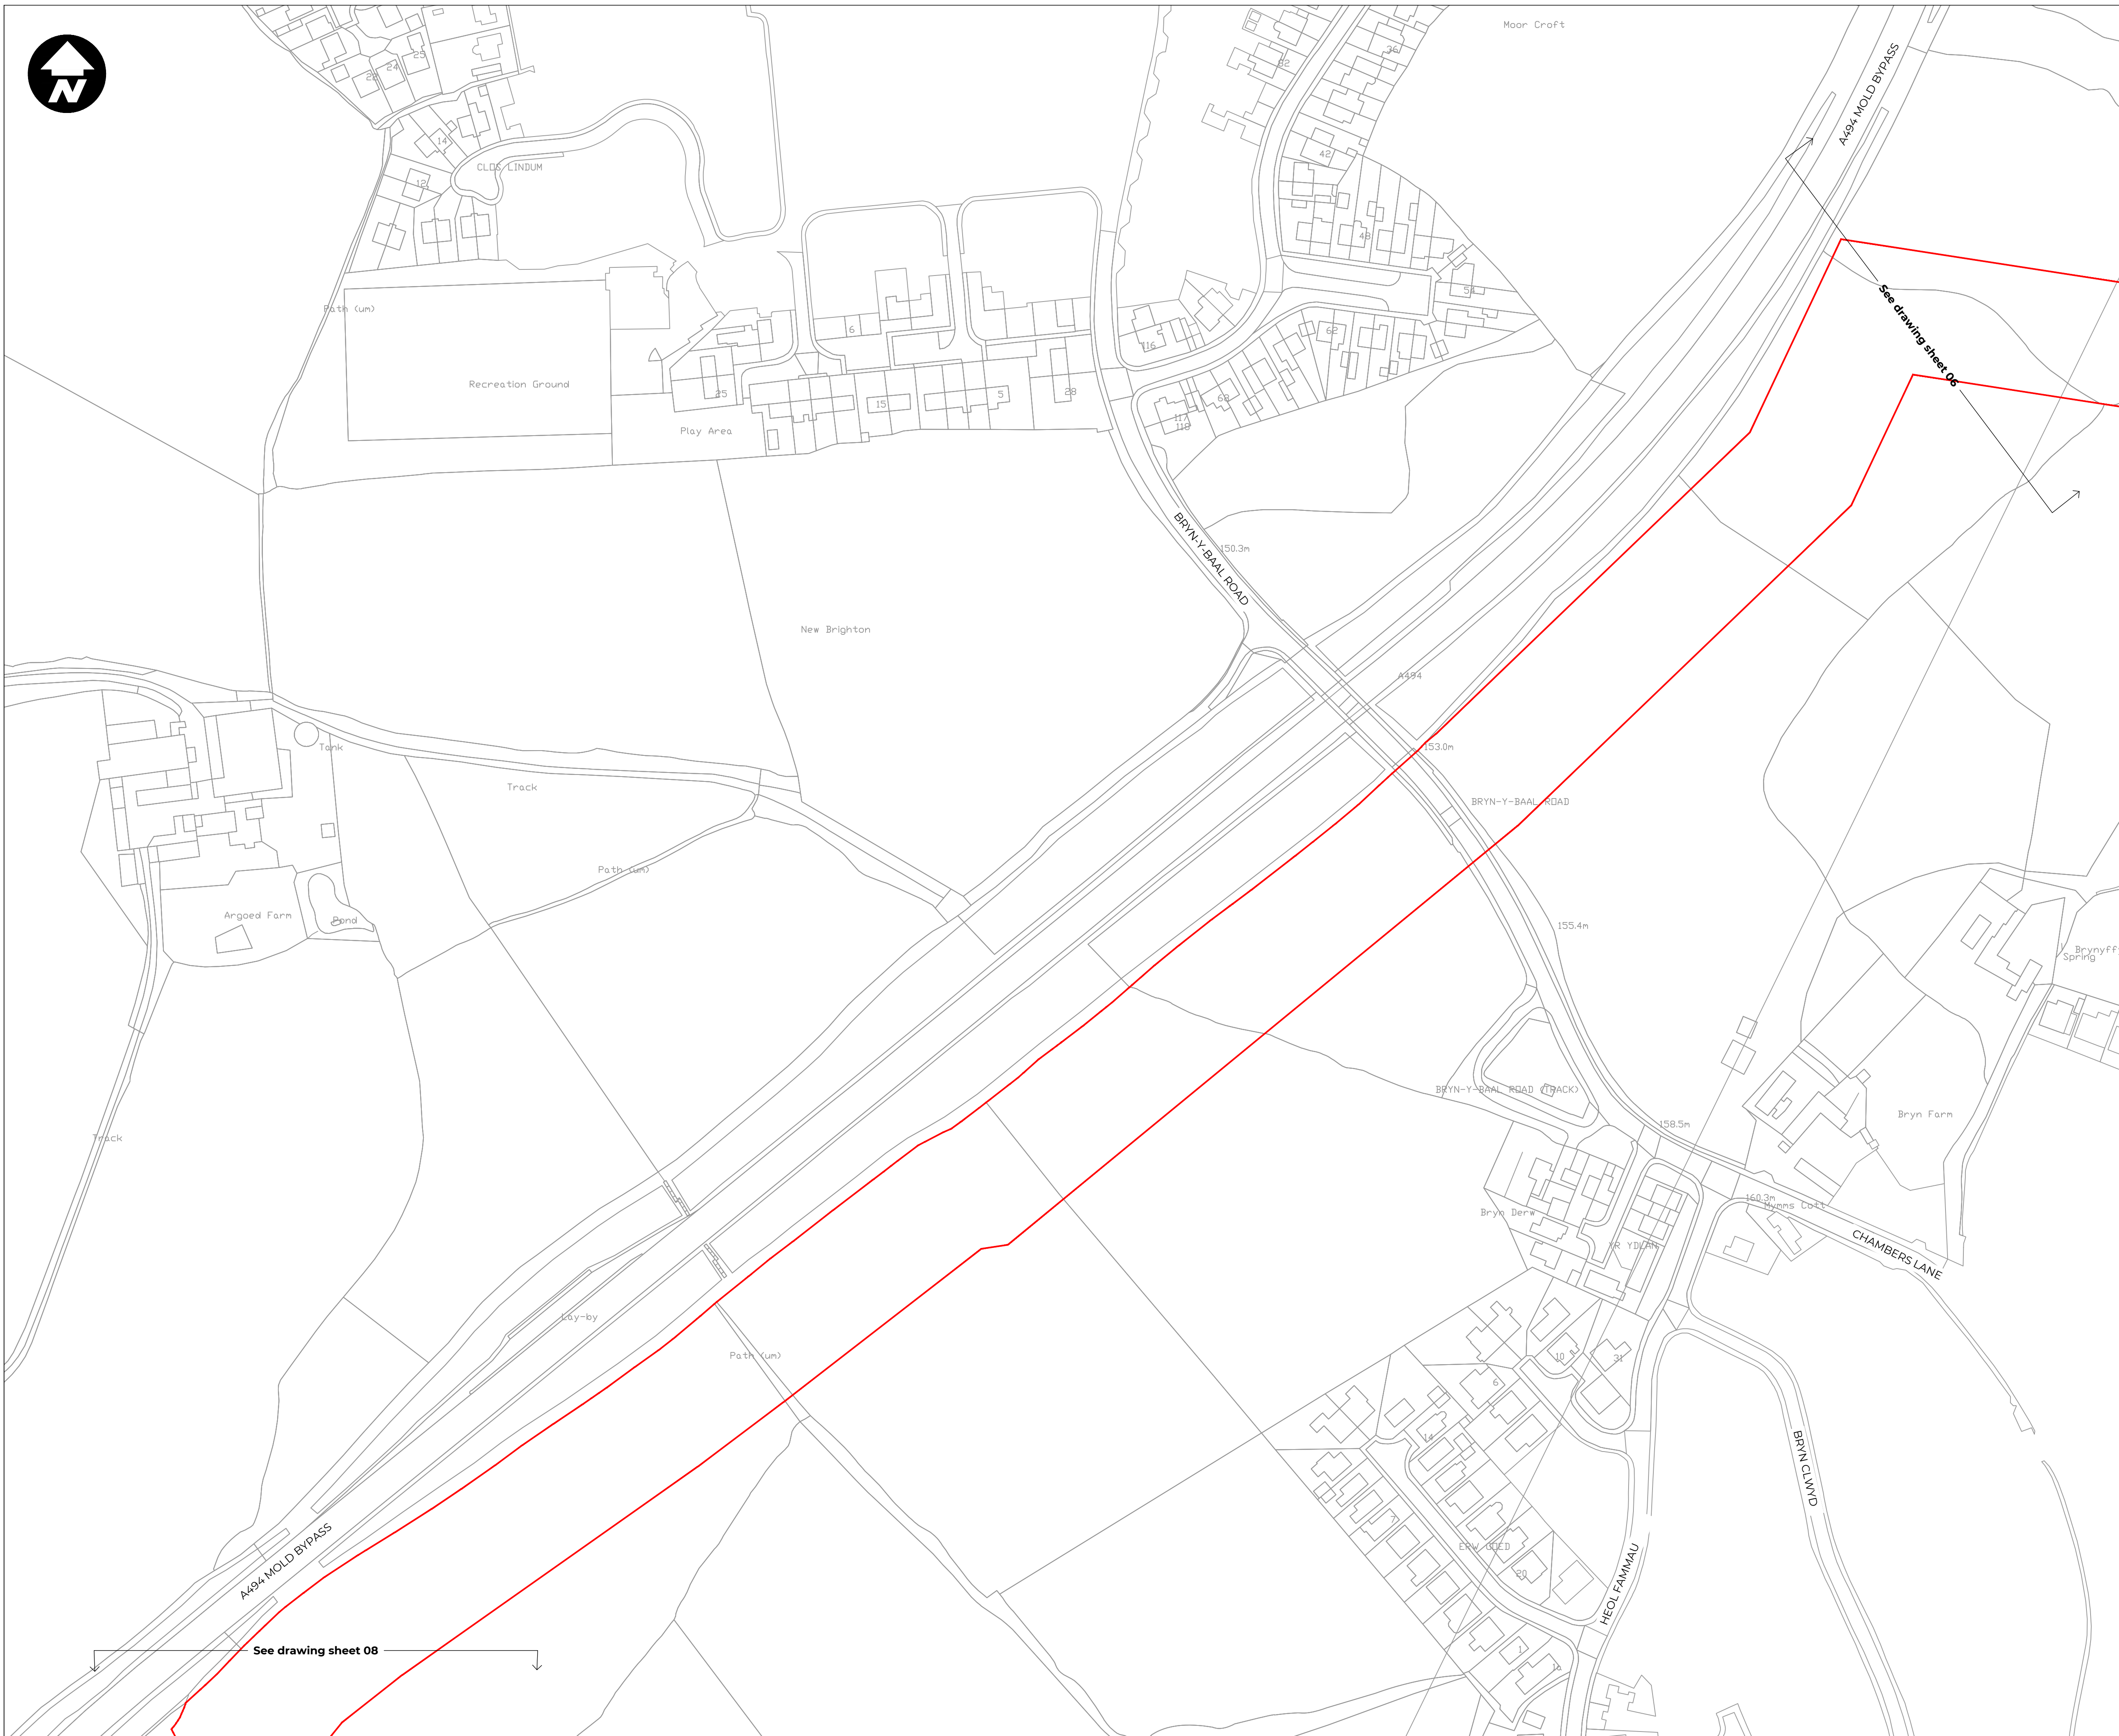 N
Moor Croft
36
52
25
24
A494 MOLD BYPASS
14
42
CLOS LINDUM
12
48
54
Path (um)
See drawing sheet 06
6
62
116
Recreation Ground
25
15
5
28
68
117
118
Play Area
BRYN-Y-BAAL ROAD
150.3m
New Brighton
A494
Tank
153.0m
Track
BRYN-Y-BAAL ROAD
Path (um)
Argoed Farm
Pond
155.4m
Spring
BRYN-Y-BAAL ROAD (TRACK)
Bryn Farm
158.5m
Track
160.3m
Mymms Cott
Bryn Derw
YR YDLAN
CHAMBERS LANE
Lay-by
Path (um)
10
31
6
14
BRYN CLWYD
7
ERW GOED
20
A494 MOLD BYPASS
HEOL FAMMAU
See drawing sheet 08
1
16